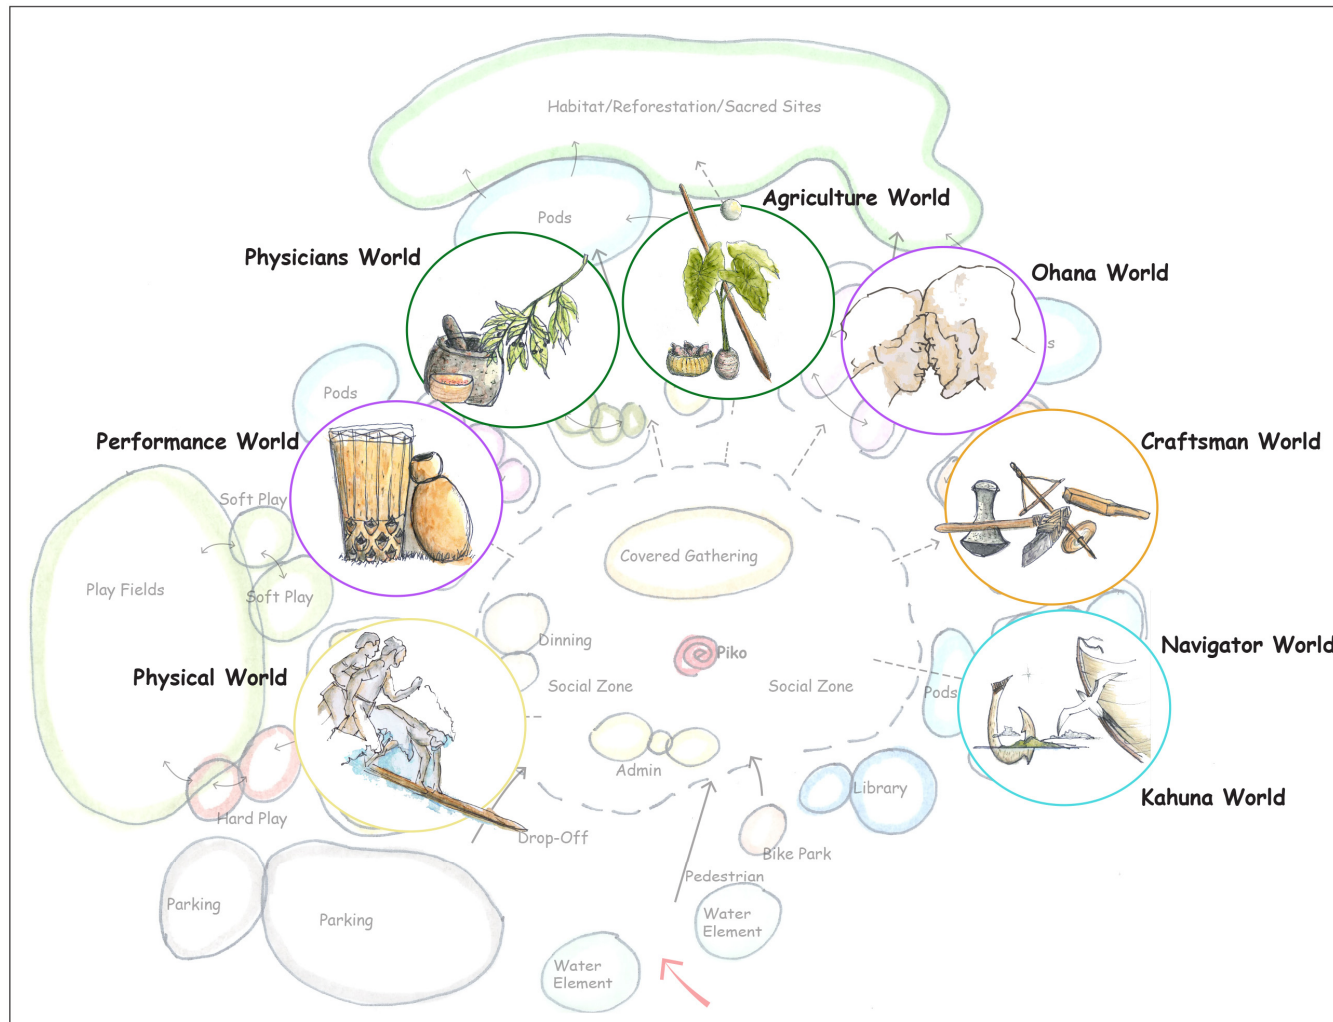 Habitat/Reforestation/Sacred Sites
Agriculture World
Pods
Physicians World
Ohana World
s
Pods
Performance World
Craftsman World
Soft Play
Covered Gathering
Play Fields
Soft Play
Dinning
Piko
Navigator World
Physical World
Social Zone
Social Zone
Pods
Admin
Library
Kahuna World
Hard Play
Drop-Off
Bike Park
Pedestrian
Parking
Parking
Water
Element
Water
Element